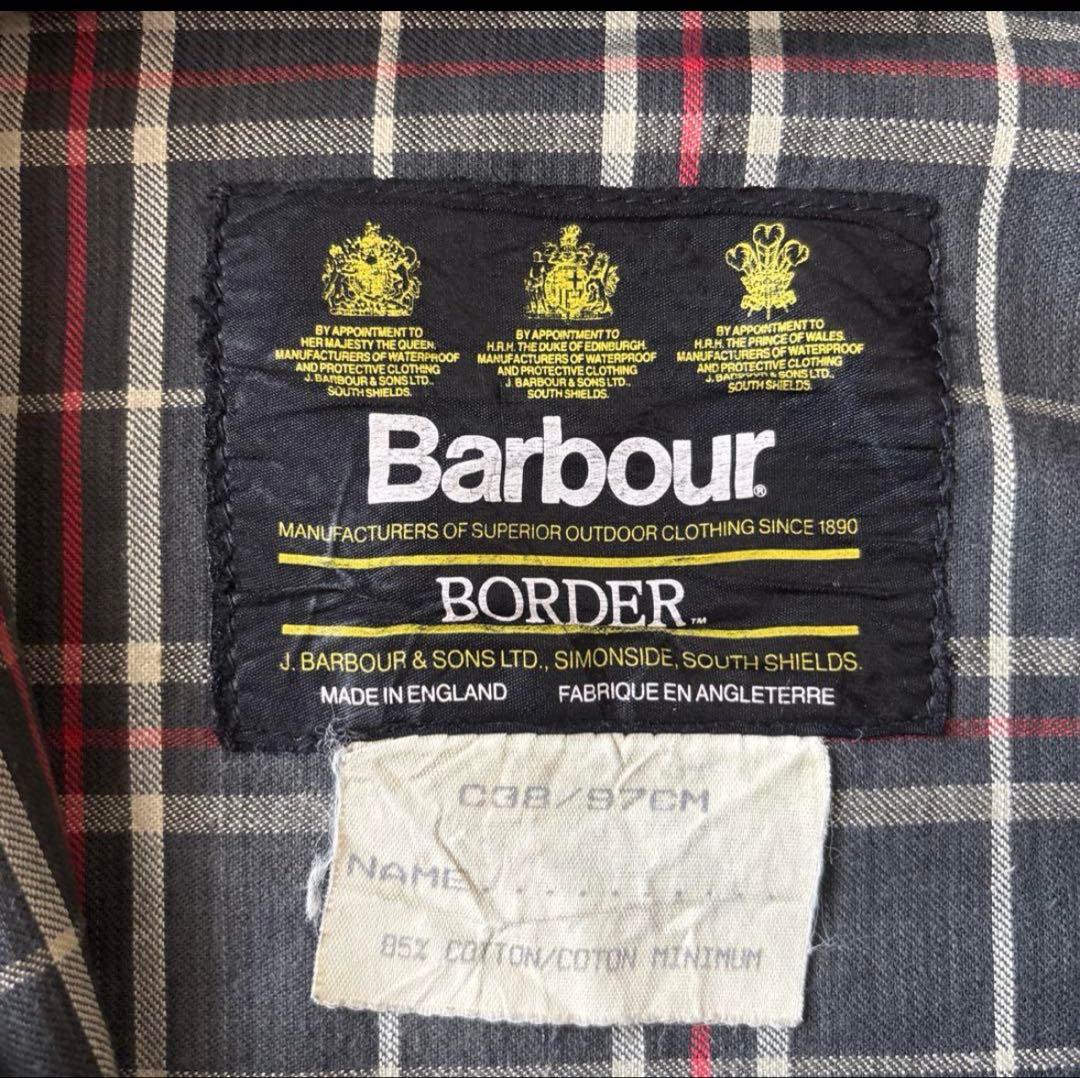 BY APPOINTMENT TO
HER MAJESTY THE QUEEN.
MANUFACTURERS OF WATERPROOF
AND PROTECTIVE CLOTHING
J. BARBOUR & SONS LTD.,
SOUTH SHIELDS.
BY APPOINTMENT TO
H.R.H. THE DUKE OF EDINBURGH.
MANUFACTURERS OF WATERPROOF
AND PROTECTIVE CLOTHING
J. BARBOUR & SONS LTD.,
SOUTH SHIELDS.
BY APPOINTMENT TO
H.R.H. THE PRINCE OF WALES.
MANUFACTURERS OF WATERPROOF
AND PROTECTIVE CLOTHING
J. BARBOUR & SONS LTD.,
SOUTH SHIELDS.
Barbour®
MANUFACTURERS OF SUPERIOR OUTDOOR CLOTHING SINCE 1890
BORDER™
J. BARBOUR & SONS LTD., SIMONSIDE, SOUTH SHIELDS.
MADE IN ENGLAND FABRIQUE EN ANGLETERRE
C38/97CM
NAME..........
85% COTTON/COTON MINIMUM